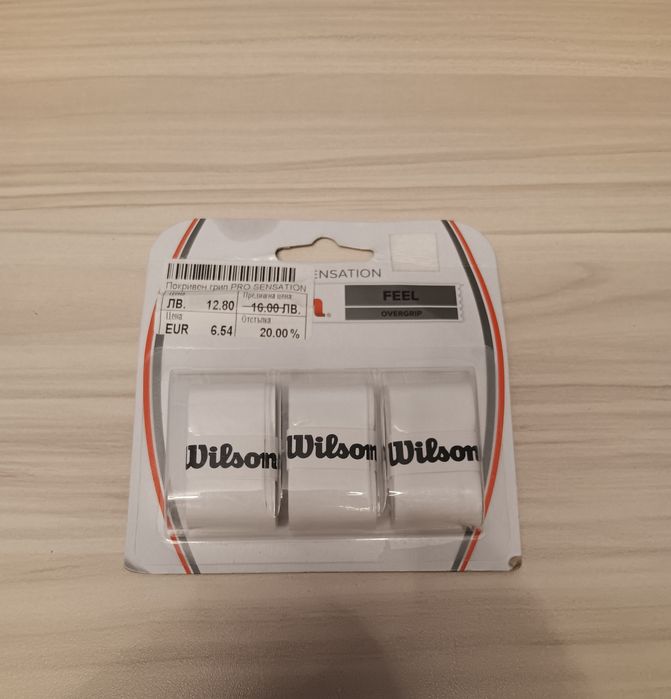 ENSATION
Покривен грип PRO SENSATION
Предишна цена
ЛВ. 12.80 16.00 ЛВ.
Цена Отстъпка
EUR 6.54 20.00 %
FEEL
OVERGRIP
Wilson Wilson Wilson